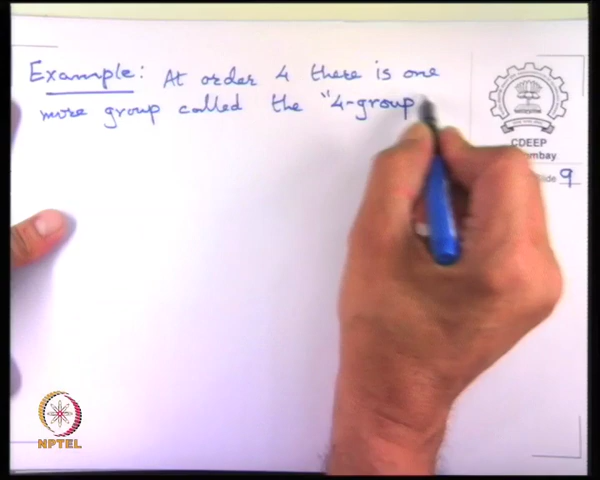 Example: At order 4 there is one
more group called the "4-group
CDEEP
9
NPTEL